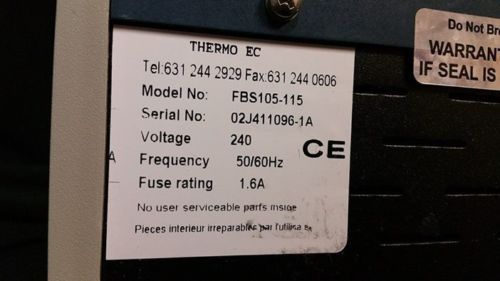 THERMO EC
Tel:631 244 2929 Fax:631 244 0606
Model No: FBS105-115
Serial No: 02J411096-1A
Voltage 240
CE
Frequency 50/60Hz
Fuse rating 1.6A
No user serviceable parts inside
Pieces interieur irreparables par l'utilisa
A
Do Not Br
WARRANT
IF SEAL IS